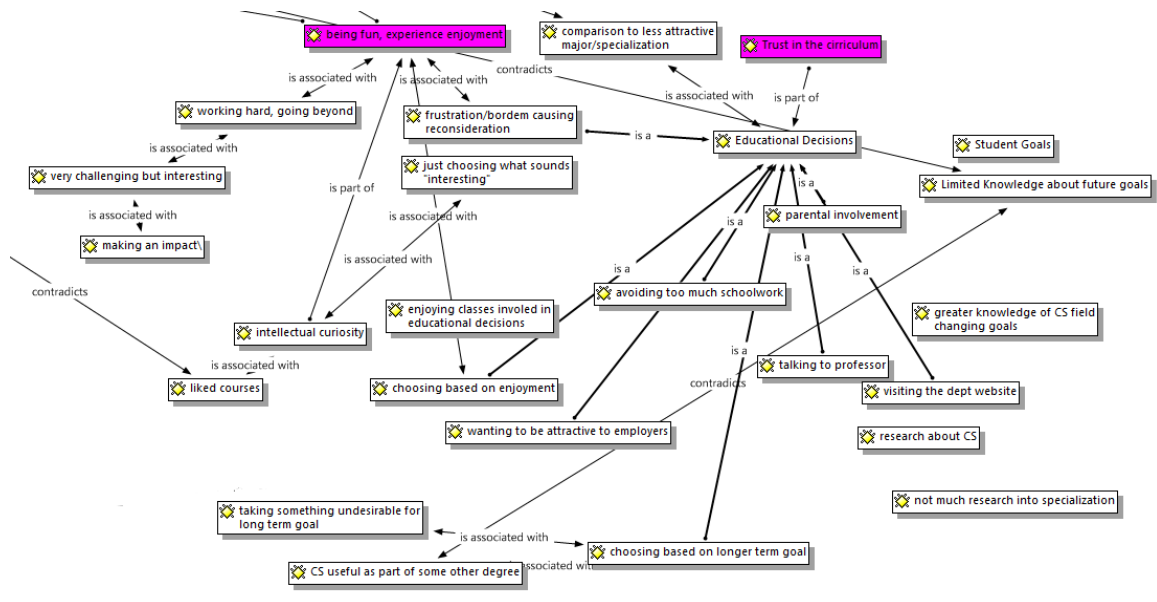 being fun, experience enjoyment
comparison to less attractive
major/specialization
Trust in the cirriculum
contradicts
is associated with
is associated with
is associated with
is part of
working hard, going beyond
frustration/bordem causing
reconsideration
is a
Educational Decisions
Student Goals
is associated with
very challenging but interesting
just choosing what sounds
"interesting"
is part of
is a
Limited Knowledge about future goals
is associated with
is associated with
is a
parental involvement
making an impact\
is associated with
is a
is a
is a
contradicts
avoiding too much schoolwork
enjoying classes involed in
educational decisions
greater knowledge of CS field
changing goals
intellectual curiosity
is a
is associated with
talking to professor
liked courses
choosing based on enjoyment
contradicts
visiting the dept website
wanting to be attractive to employers
research about CS
not much research into specialization
taking something undesirable for
long term goal
is associated with
choosing based on longer term goal
CS useful as part of some other degree
associated wit